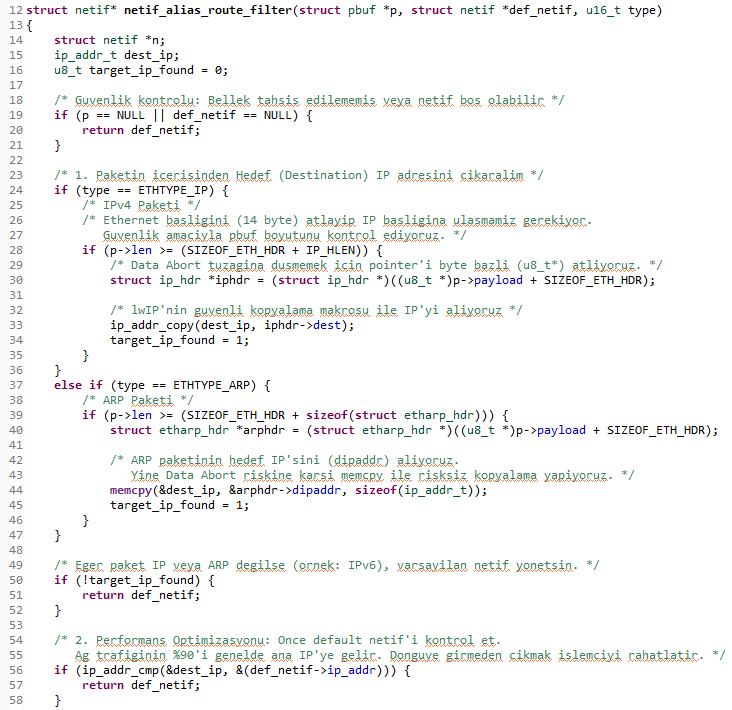 12 struct netif* netif_alias_route_filter(struct pbuf *p, struct netif *def_netif, u16_t type)
13 {
14     struct netif *n;
15     ip_addr_t dest_ip;
16     u8_t target_ip_found = 0;
17
18     /* Guvenlik kontrolu: Bellek tahsis edilememis veya netif bos olabilir */
19     if (p == NULL || def_netif == NULL) {
20         return def_netif;
21     }
22
23     /* 1. Paketin icerisinden Hedef (Destination) IP adresini cikaralim */
24     if (type == ETHTYPE_IP) {
25         /* IPv4 Paketi */
26         /* Ethernet basligini (14 byte) atlayip IP basligina ulasmamiz gerekiyor.
27            Guvenlik amaciyla pbuf boyutunu kontrol ediyoruz. */
28         if (p->len >= (SIZEOF_ETH_HDR + IP_HLEN)) {
29             /* Data Abort tuzagina dusmemek icin pointer'i byte bazli (u8_t*) atliyoruz. */
30             struct ip_hdr *iphdr = (struct ip_hdr *)((u8_t *)p->payload + SIZEOF_ETH_HDR);
31
32             /* lwIP'nin guvenli kopyalama makrosu ile IP'yi aliyoruz */
33             ip_addr_copy(dest_ip, iphdr->dest);
34             target_ip_found = 1;
35         }
36     }
37     else if (type == ETHTYPE_ARP) {
38         /* ARP Paketi */
39         if (p->len >= (SIZEOF_ETH_HDR + sizeof(struct etharp_hdr))) {
40             struct etharp_hdr *arphdr = (struct etharp_hdr *)((u8_t *)p->payload + SIZEOF_ETH_HDR);
41
42             /* ARP paketinin hedef IP'sini (dipaddr) aliyoruz.
43                Yine Data Abort riskine karsi memcpy ile risksiz kopyalama yapiyoruz. */
44             memcpy(&dest_ip, &arphdr->dipaddr, sizeof(ip_addr_t));
45             target_ip_found = 1;
46         }
47     }
48
49     /* Eger paket IP veya ARP degilse (ornek: IPv6), varsayilan netif yonetsin. */
50     if (!target_ip_found) {
51         return def_netif;
52     }
53
54     /* 2. Performans Optimizasyonu: Once default netif'i kontrol et.
55        Ag trafiginin %90'i genelde ana IP'ye gelir. Donguye girmeden cikmak islemciyi rahatlatir. */
56     if (ip_addr_cmp(&dest_ip, &(def_netif->ip_addr))) {
57         return def_netif;
58     }